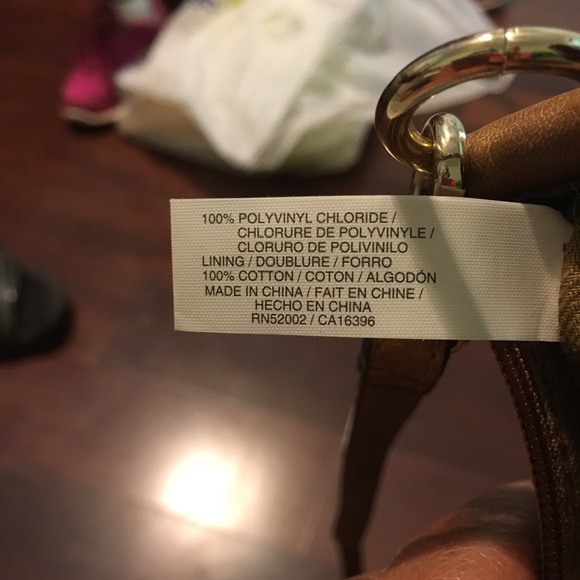 100% POLYVINYL CHLORIDE /
CHLORURE DE POLYVINYLE /
CLORURO DE POLIVINILO
LINING / DOUBLURE / FORRO
100% COTTON / COTON / ALGODÓN
MADE IN CHINA / FAIT EN CHINE /
HECHO EN CHINA
RN52002 / CA16396